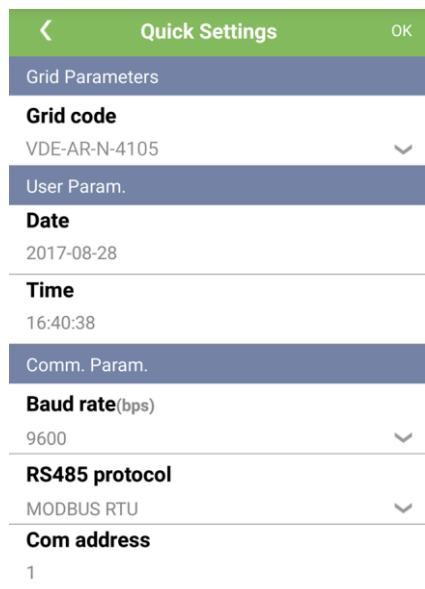 Quick Settings OK
Grid Parameters
Grid code
VDE-AR-N-4105
User Param.
Date
2017-08-28
Time
16:40:38
Comm. Param.
Baud rate(bps)
9600
RS485 protocol
MODBUS RTU
Com address
1